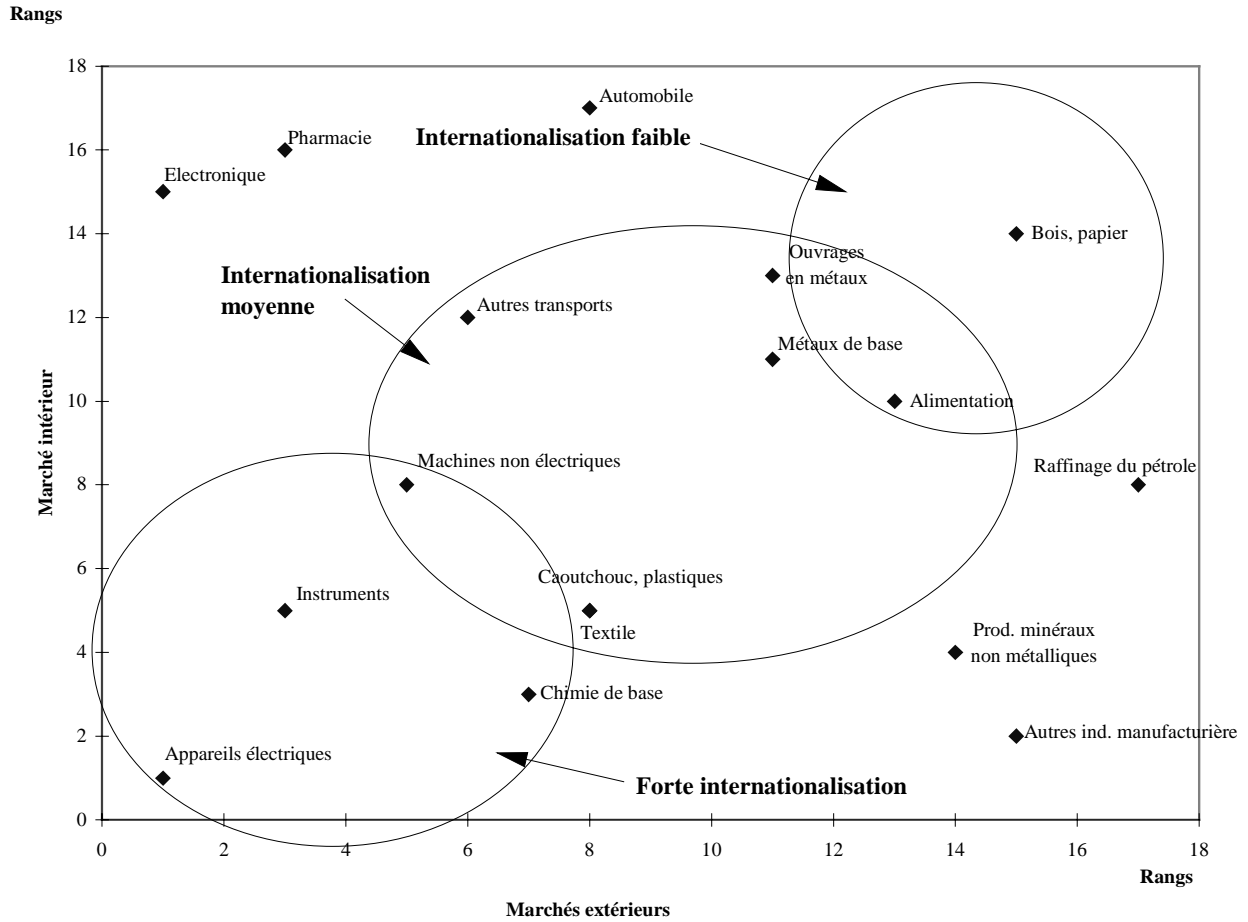 Rangs
18
Automobile
Internationalisation faible
Pharmacie
16
Electronique
14
Bois, papier
Ouvrages
en métaux
Internationalisation
moyenne
12
Autres transports
Métaux de base
10
Alimentation
Marché intérieur
Machines non électriques
Raffinage du pétrole
8
6
Caoutchouc, plastiques
Instruments
Textile
Prod. minéraux
non métalliques
4
Chimie de base
2
Autres ind. manufacturière
Appareils électriques
Forte internationalisation
0
0 2 4 6 8 10 12 14 16 18
Rangs
Marchés extérieurs